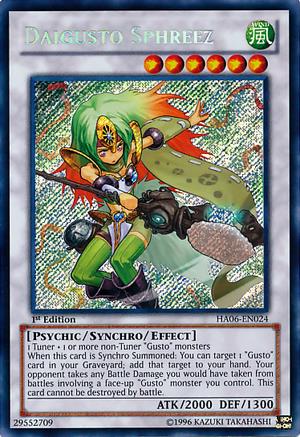 DAIGUSTO SPHREEZ
WIND
風
1st Edition
HA06-EN024
[PSYCHIC/SYNCHRO/EFFECT]
1 Tuner + 1 or more non-Tuner "Gusto" monsters
When this card is Synchro Summoned: You can target 1 "Gusto"
card in your Graveyard; add that target to your hand. Your
opponent takes any Battle Damage you would have taken from
battles involving a face-up "Gusto" monster you control. This
card cannot be destroyed by battle.
ATK/2000 DEF/1300
29552709
©1996 KAZUKI TAKAHASHI